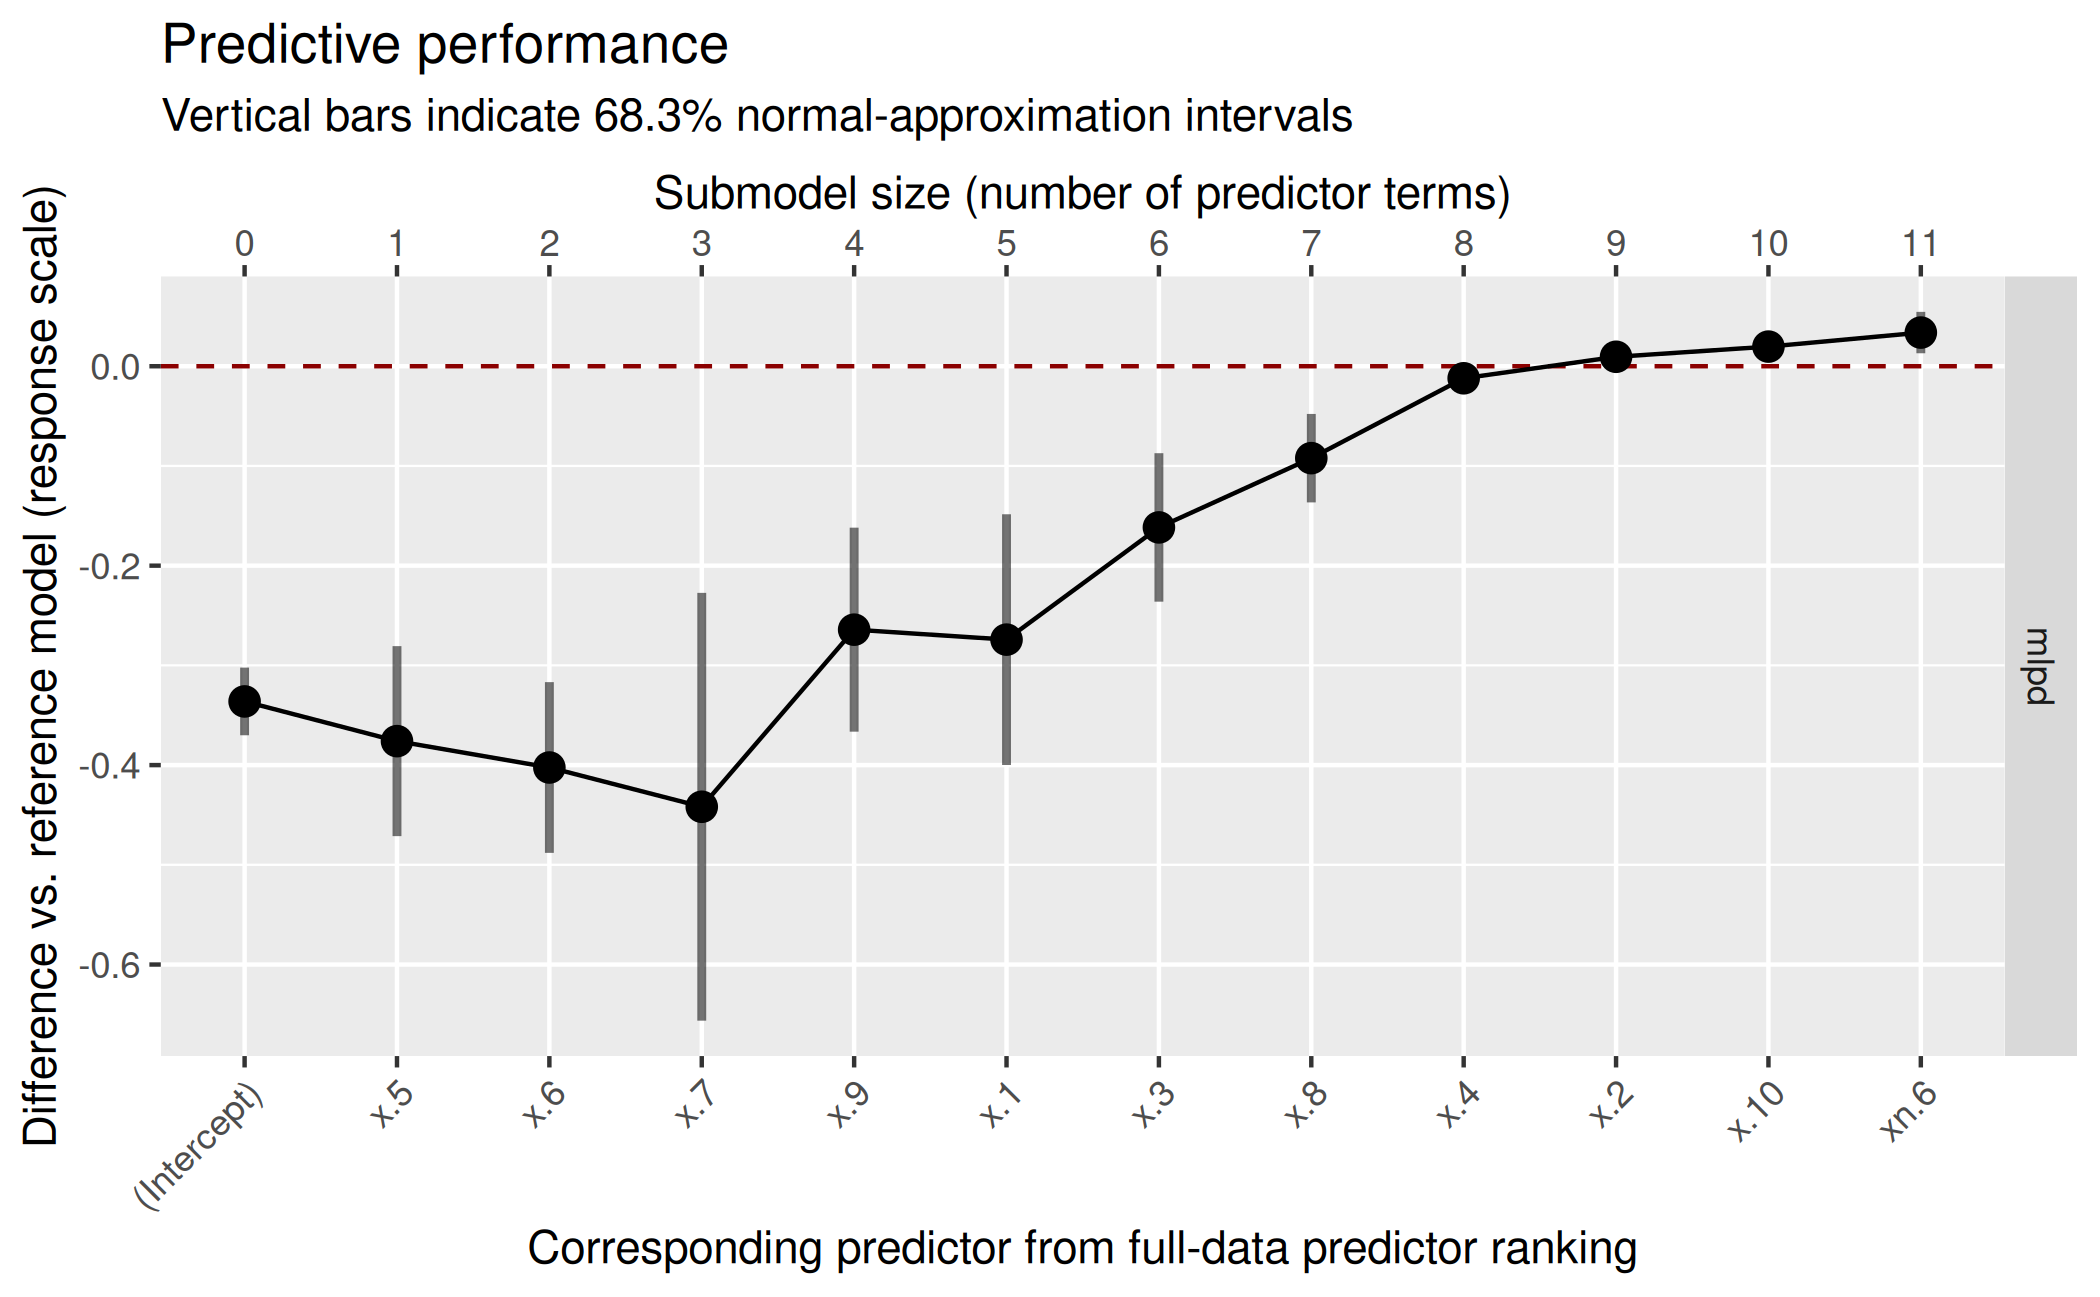 Predictive performance
Vertical bars indicate 68.3% normal-approximation intervals
Submodel size (number of predictor terms)
0 1 2 3 4 5 6 7 8 9 10 11
Difference vs. reference model (response scale)
0.0
-0.2
-0.4
-0.6
mlpd
(Intercept) x.5 x.6 x.7 x.9 x.1 x.3 x.8 x.4 x.2 x.10 xn.6
Corresponding predictor from full-data predictor ranking